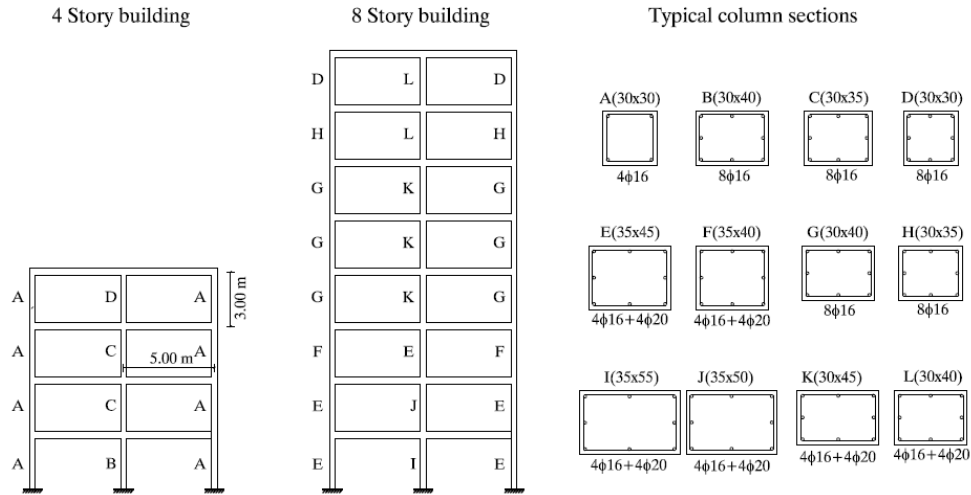 4 Story building
8 Story building
Typical column sections
D L D
H L H
G K G
G K G
G K G
F E F
E J E
E I E
A D A
A C A
A C A
A B A
3.00 m
5.00 m
A(30x30) B(30x40) C(30x35) D(30x30)
4ϕ16 8ϕ16 8ϕ16 8ϕ16
E(35x45) F(35x40) G(30x40) H(30x35)
4ϕ16+4ϕ20 4ϕ16+4ϕ20 8ϕ16 8ϕ16
I(35x55) J(35x50) K(30x45) L(30x40)
4ϕ16+4ϕ20 4ϕ16+4ϕ20 4ϕ16+4ϕ20 4ϕ16+4ϕ20